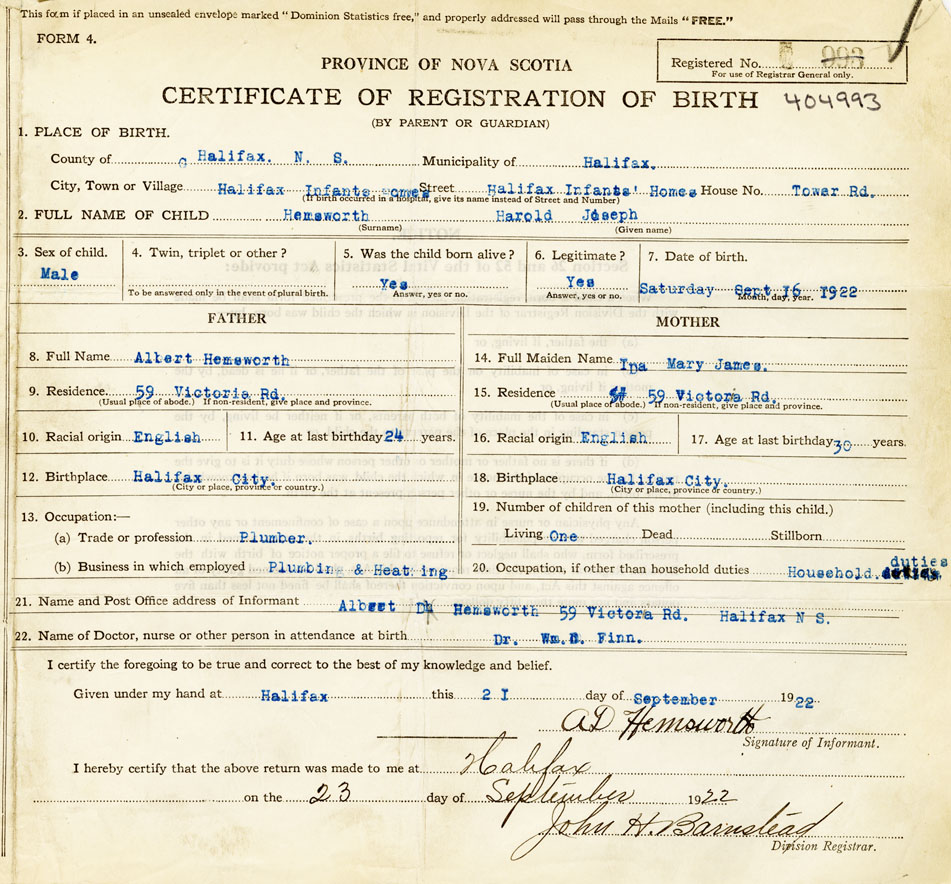 This form if placed in an unsealed envelope marked "Dominion Statistics free," and properly addressed will pass through the Mails "FREE."
FORM 4.
PROVINCE OF NOVA SCOTIA
Registered No. 993
For use of Registrar General only.
CERTIFICATE OF REGISTRATION OF BIRTH 404993
(BY PARENT OR GUARDIAN)
1. PLACE OF BIRTH.
County of Halifax. N. S. Municipality of Halifax.
City, Town or Village Halifax Infants Homes Street Halifax Infants' Homes House No. Towar Rd.
(If birth occurred in a hospital, give its name instead of Street and Number)
2. FULL NAME OF CHILD Hemsworth Harold Joseph
(Surname) (Given name)
3. Sex of child. 4. Twin, triplet or other? 5. Was the child born alive? 6. Legitimate? 7. Date of birth.
Male Yes Yes Saturday Sept 16 1922
To be answered only in the event of plural birth. Answer, yes or no. Answer, yes or no. Month, day, year.
FATHER MOTHER
8. Full Name Albert Hemsworth 14. Full Maiden Name Ina Mary James.
9. Residence. 59 Victoria Rd. 15. Residence 59 Victora Rd.
(Usual place of abode.) If non-resident, give place and province. (Usual place of abode.) If non-resident, give place and province.
10. Racial origin English 11. Age at last birthday 24 years. 16. Racial origin English 17. Age at last birthday 30 years.
12. Birthplace Halifax City. 18. Birthplace Halifax City.
(City or place, province or country.) (City or place, province or country.)
13. Occupation:— 19. Number of children of this mother (including this child.)
(a) Trade or profession Plumber. Living One Dead Stillborn
(b) Business in which employed Plumbing & Heating 20. Occupation, if other than household duties Household. duties
21. Name and Post Office address of Informant Albert D Hemsworth 59 Victora Rd. Halifax N S.
22. Name of Doctor, nurse or other person in attendance at birth Dr. Wm. Finn.
I certify the foregoing to be true and correct to the best of my knowledge and belief.
Given under my hand at Halifax this 2I day of September 1922
AD Hemsworth
Signature of Informant.
I hereby certify that the above return was made to me at Halifax
on the 23 day of September 1922
John H. Barnstead
Division Registrar.